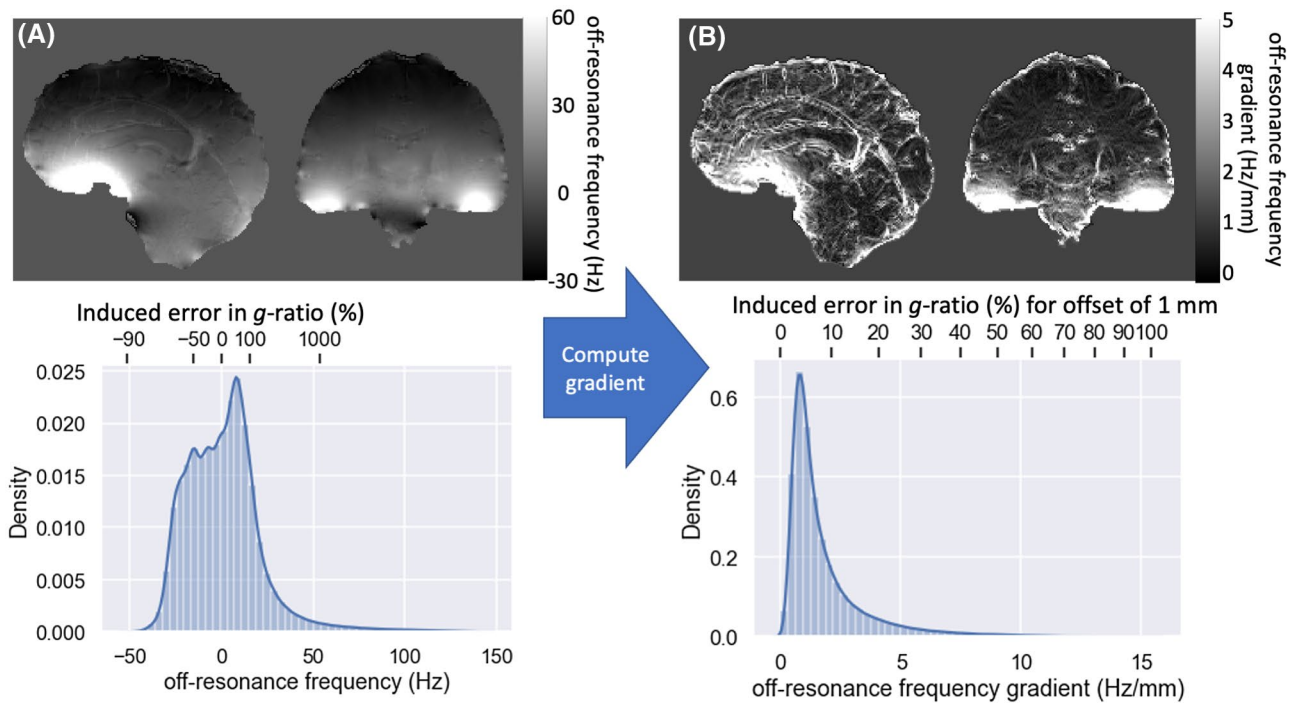 (A)
60
30
0
-30
off-resonance frequency (Hz)
(B)
5
4
3
2
1
0
off-resonance frequency
gradient (Hz/mm)
Induced error in g-ratio (%)
−90 −50 0 100 1000
0.025
0.020
0.015
0.010
0.005
0.000
Density
−50 0 50 100 150
off-resonance frequency (Hz)
Compute
gradient
Induced error in g-ratio (%) for offset of 1 mm
0 10 20 30 40 50 60 70 80 90 100
0.6
0.4
0.2
0.0
Density
0 5 10 15
off-resonance frequency gradient (Hz/mm)